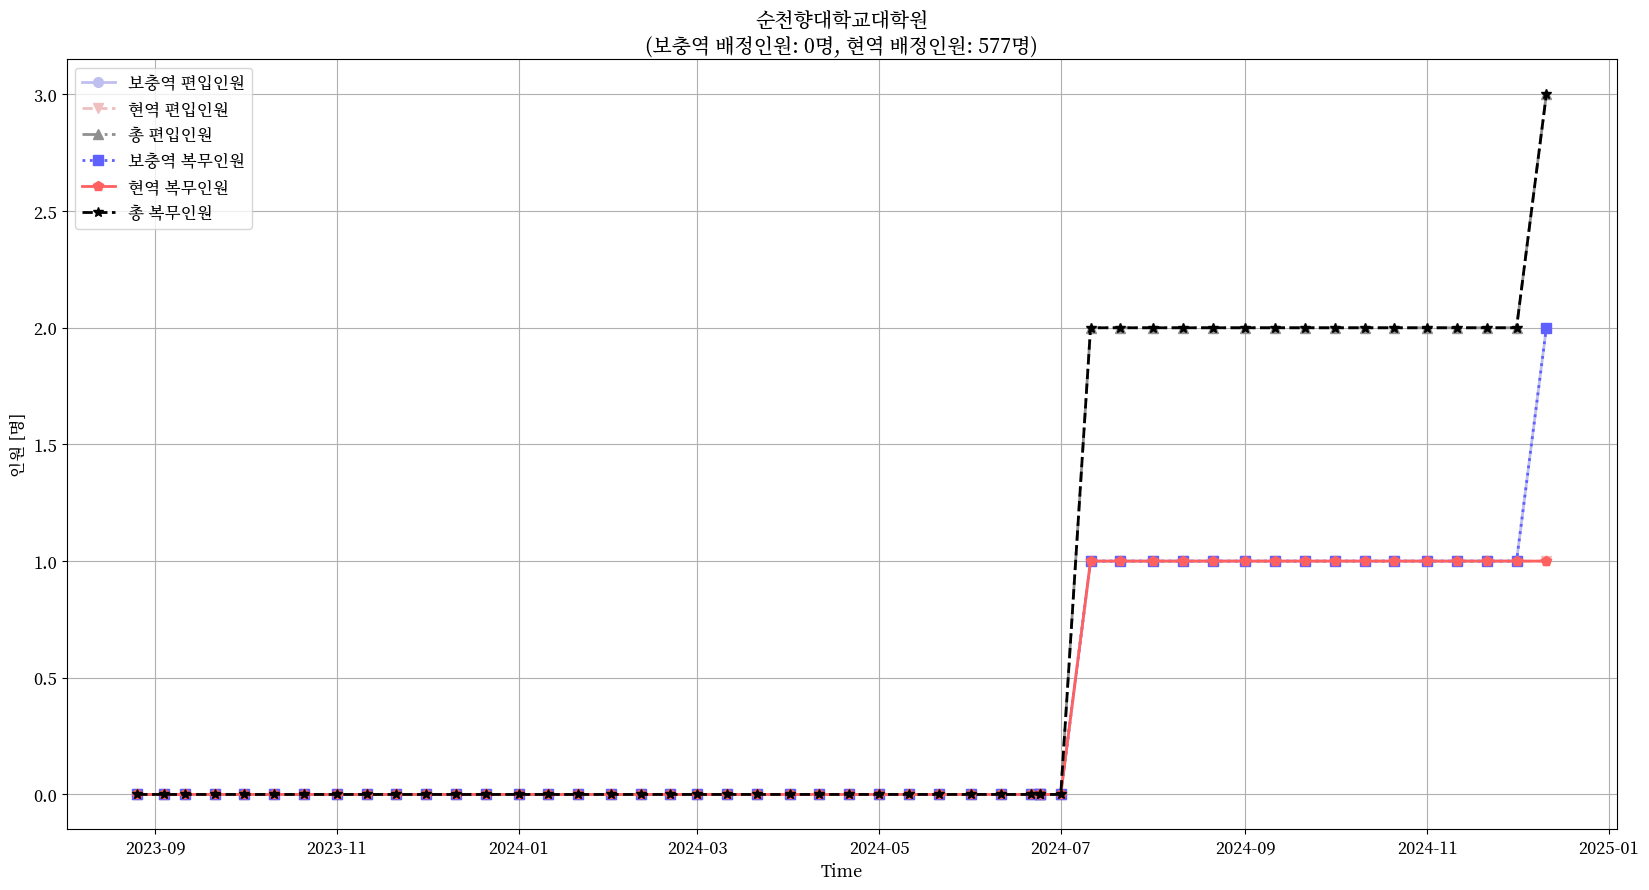 순천향대학교대학원
(보충역 배정인원: 0명, 현역 배정인원: 577명)
보충역 편입인원
현역 편입인원
총 편입인원
보충역 복무인원
현역 복무인원
총 복무인원
3.0
2.5
2.0
1.5
1.0
0.5
0.0
인원 [명]
2023-09 2023-11 2024-01 2024-03 2024-05 2024-07 2024-09 2024-11 2025-01
Time